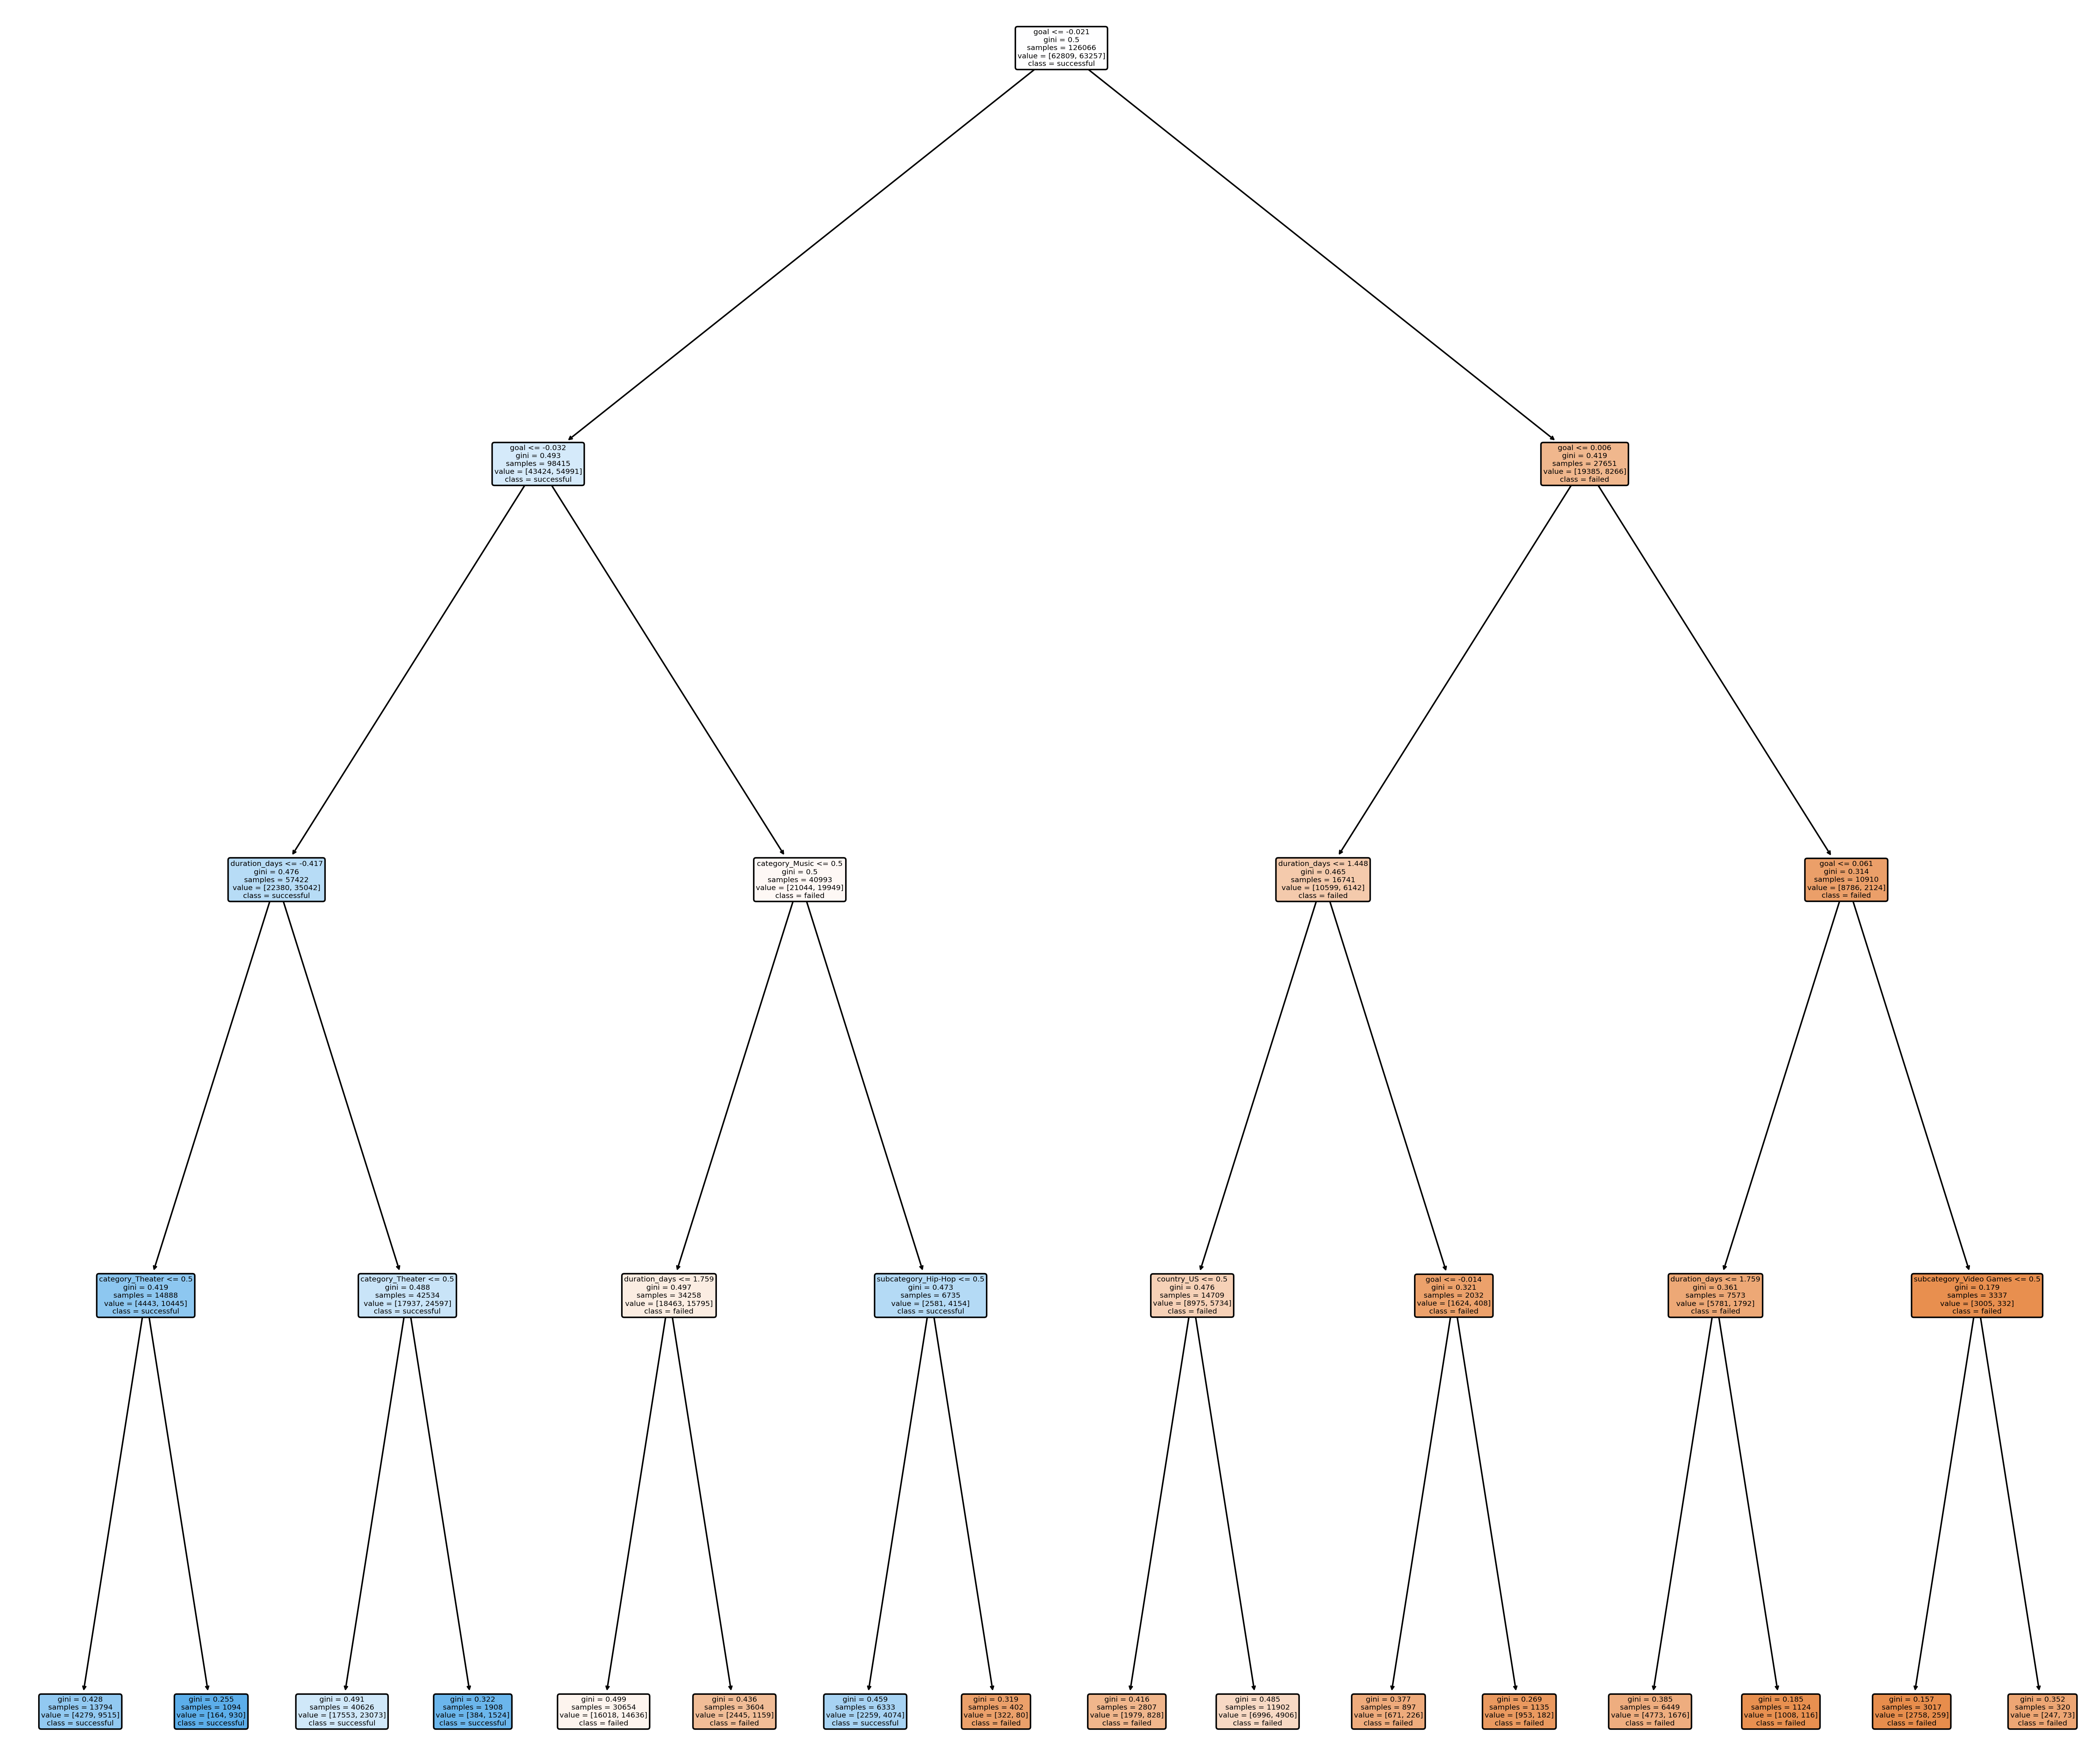 goal <= -0.021
gini = 0.5
samples = 126066
value = [62809, 63257]
class = successful
goal <= -0.032
gini = 0.493
samples = 98415
value = [43424, 54991]
class = successful
goal <= 0.006
gini = 0.419
samples = 27651
value = [19385, 8266]
class = failed
duration_days <= -0.417
gini = 0.476
samples = 57422
value = [22380, 35042]
class = successful
category_Music <= 0.5
gini = 0.5
samples = 40993
value = [21044, 19949]
class = failed
duration_days <= 1.448
gini = 0.465
samples = 16741
value = [10599, 6142]
class = failed
goal <= 0.061
gini = 0.314
samples = 10910
value = [8786, 2124]
class = failed
category_Theater <= 0.5
gini = 0.419
samples = 14888
value = [4443, 10445]
class = successful
category_Theater <= 0.5
gini = 0.488
samples = 42534
value = [17937, 24597]
class = successful
duration_days <= 1.759
gini = 0.497
samples = 34258
value = [18463, 15795]
class = failed
subcategory_Hip-Hop <= 0.5
gini = 0.473
samples = 6735
value = [2581, 4154]
class = successful
country_US <= 0.5
gini = 0.476
samples = 14709
value = [8975, 5734]
class = failed
goal <= -0.014
gini = 0.321
samples = 2032
value = [1624, 408]
class = failed
duration_days <= 1.759
gini = 0.361
samples = 7573
value = [5781, 1792]
class = failed
subcategory_Video Games <= 0.5
gini = 0.179
samples = 3337
value = [3005, 332]
class = failed
gini = 0.428
samples = 13794
value = [4279, 9515]
class = successful
gini = 0.255
samples = 1094
value = [164, 930]
class = successful
gini = 0.491
samples = 40626
value = [17553, 23073]
class = successful
gini = 0.322
samples = 1908
value = [384, 1524]
class = successful
gini = 0.499
samples = 30654
value = [16018, 14636]
class = failed
gini = 0.436
samples = 3604
value = [2445, 1159]
class = failed
gini = 0.459
samples = 6333
value = [2259, 4074]
class = successful
gini = 0.319
samples = 402
value = [322, 80]
class = failed
gini = 0.416
samples = 2807
value = [1979, 828]
class = failed
gini = 0.485
samples = 11902
value = [6996, 4906]
class = failed
gini = 0.377
samples = 897
value = [671, 226]
class = failed
gini = 0.269
samples = 1135
value = [953, 182]
class = failed
gini = 0.385
samples = 6449
value = [4773, 1676]
class = failed
gini = 0.185
samples = 1124
value = [1008, 116]
class = failed
gini = 0.157
samples = 3017
value = [2758, 259]
class = failed
gini = 0.352
samples = 320
value = [247, 73]
class = failed